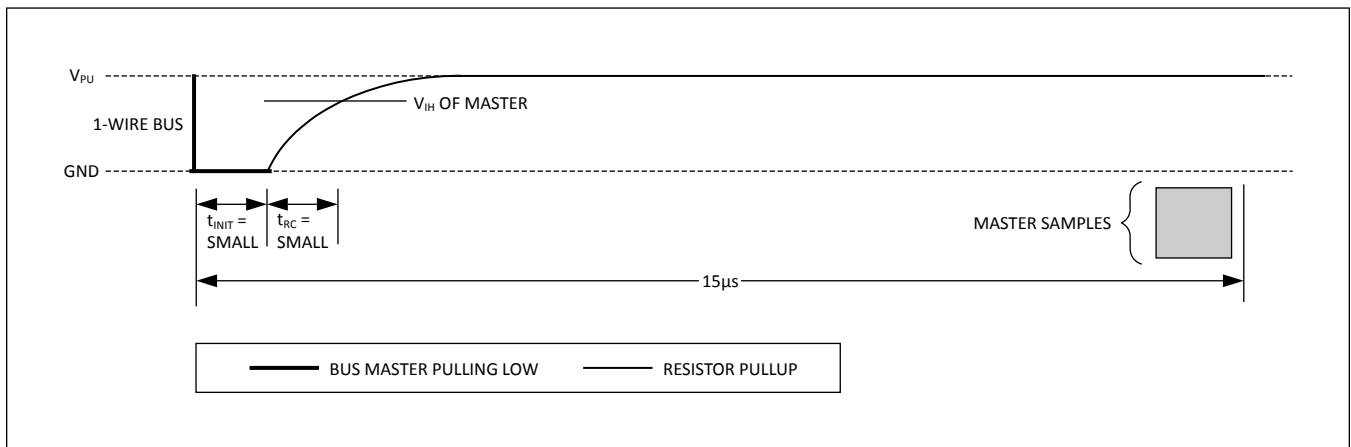 V_PU
V_IH OF MASTER
1-WIRE BUS
GND
t_INIT =
SMALL
t_RC =
SMALL
MASTER SAMPLES
15μs
BUS MASTER PULLING LOW
RESISTOR PULLUP